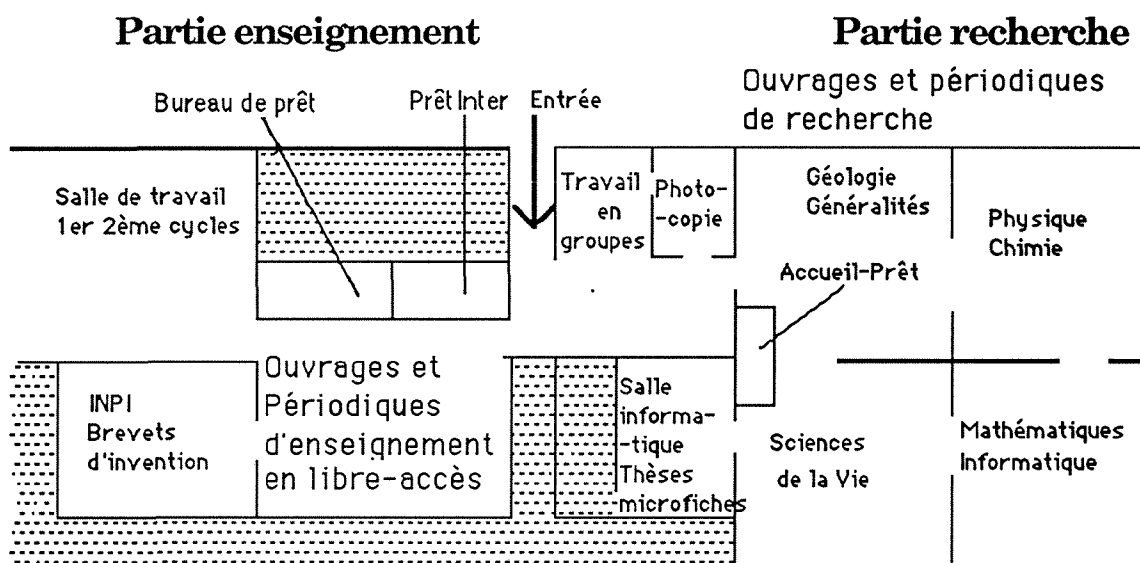 Partie enseignement
Partie recherche
Ouvrages et périodiques
de recherche
Bureau de prêt
Prêt Inter
Entrée
Salle de travail
1er 2ème cycles
Travail
en
groupes
Photo-
-copie
Géologie
Généralités
Physique
Chimie
Accueil-Prêt
INPI
Brevets
d'invention
Ouvrages et
Périodiques
d'enseignement
en libre-accès
Salle
informa-
-tique
Thèses
microfiches
Sciences
de la Vie
Mathématiques
Informatique